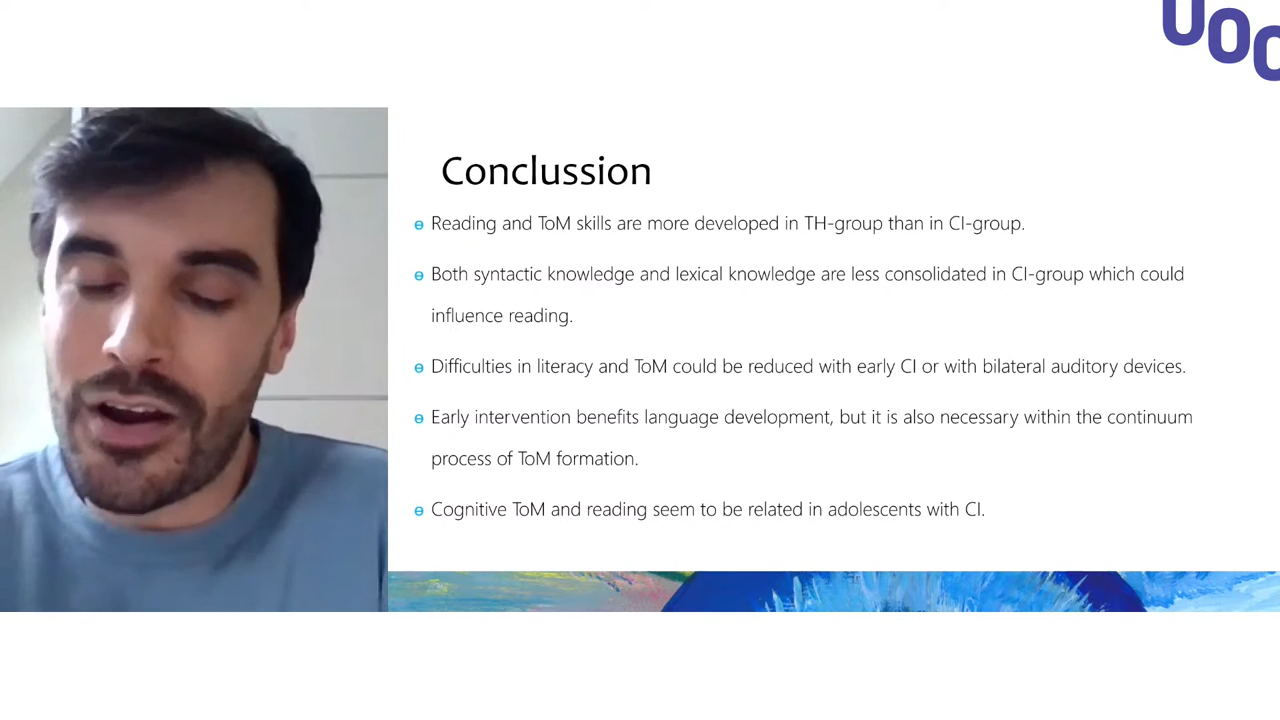 UOC
Conclussion
Reading and ToM skills are more developed in TH-group than in CI-group.
Both syntactic knowledge and lexical knowledge are less consolidated in CI-group which could
influence reading.
Difficulties in literacy and ToM could be reduced with early CI or with bilateral auditory devices.
Early intervention benefits language development, but it is also necessary within the continuum
process of ToM formation.
Cognitive ToM and reading seem to be related in adolescents with CI.